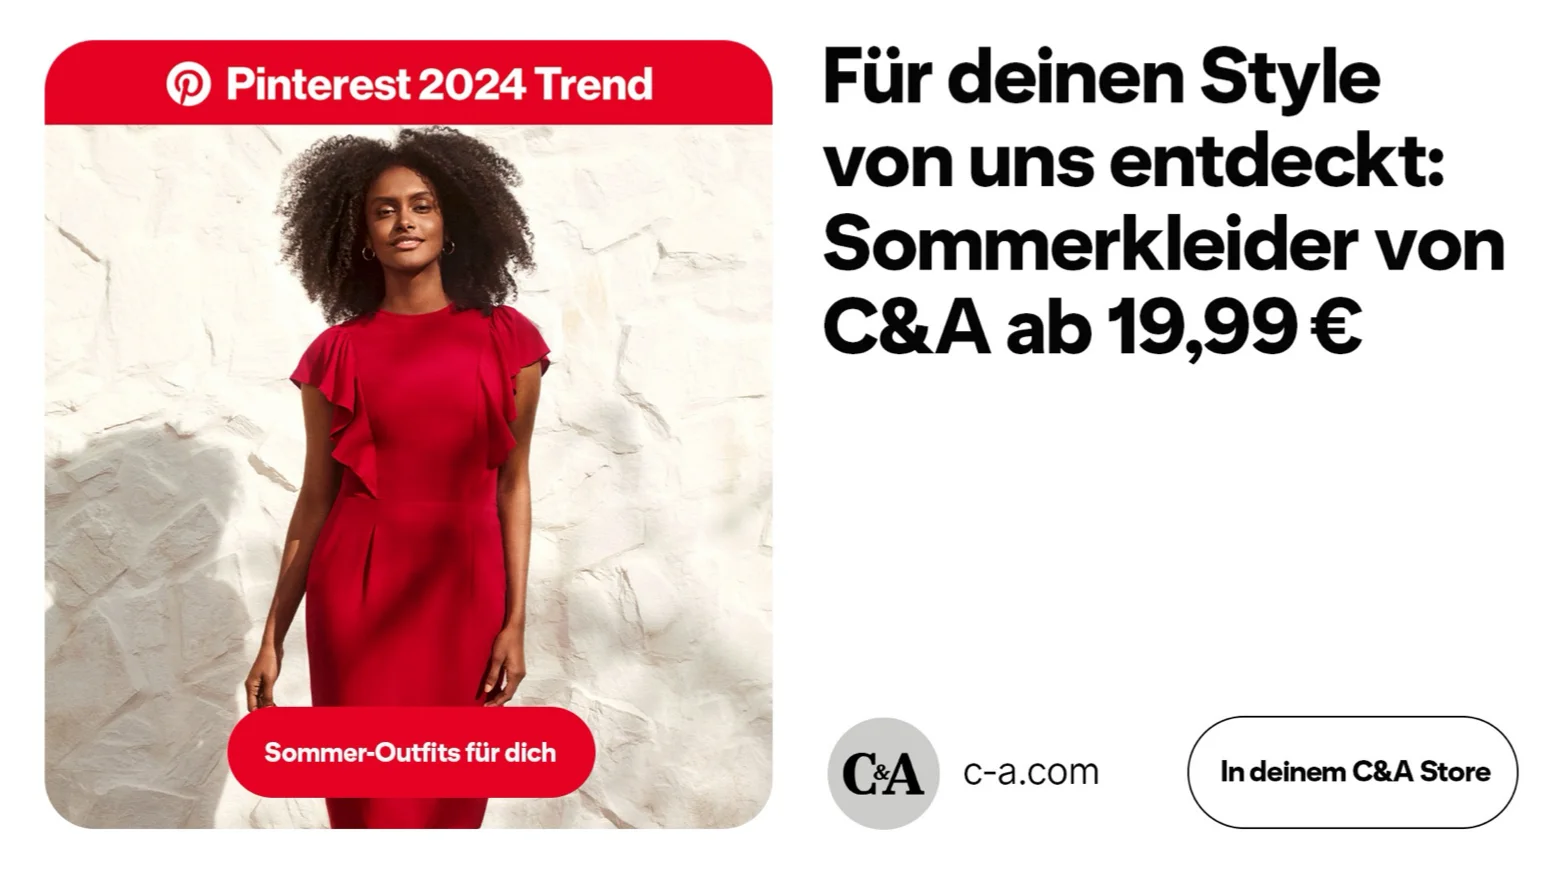 Pinterest 2024 Trend
Sommer-Outfits für dich
Für deinen Style
von uns entdeckt:
Sommerkleider von
C&A ab 19,99 €
C&A
c-a.com
In deinem C&A Store